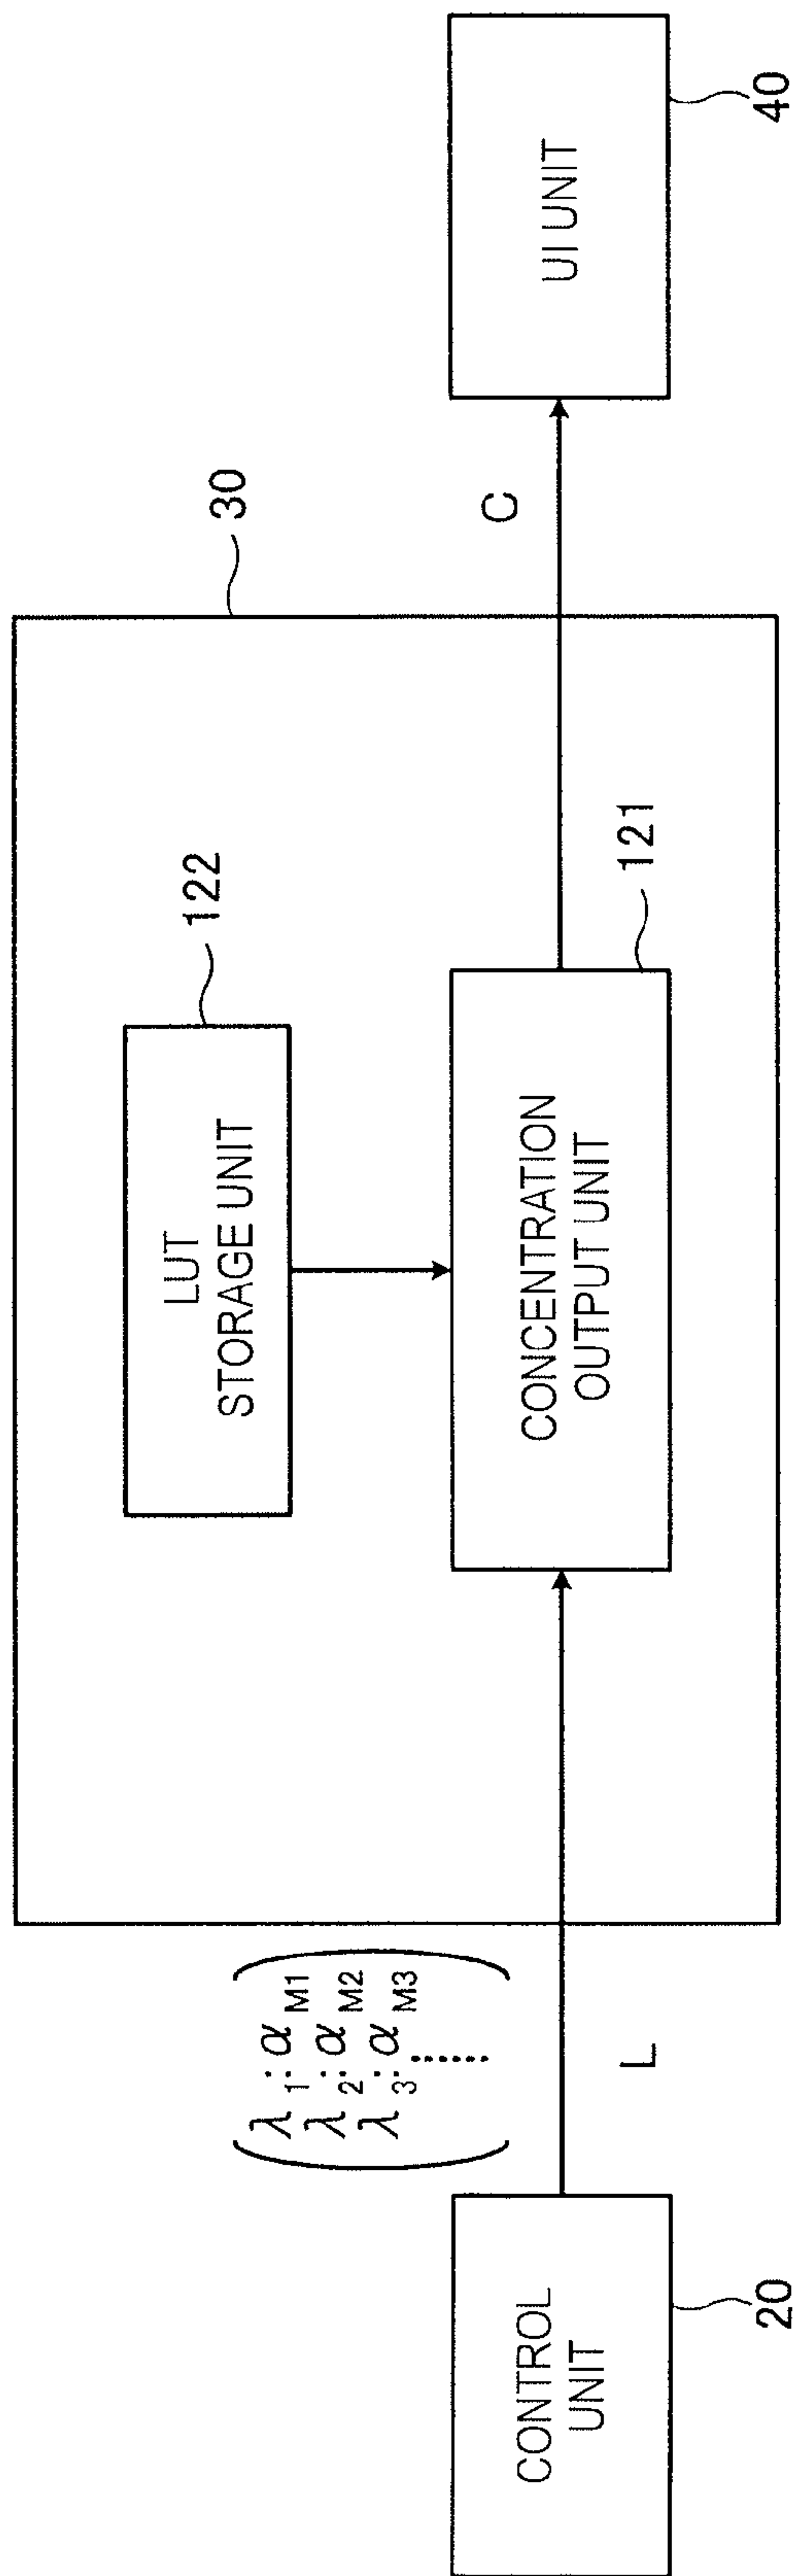 30
LUT
STORAGE UNIT
122
λ1:αM1
λ2:αM2
λ3:αM3
......
CONTROL
UNIT
20
L
CONCENTRATION
OUTPUT UNIT
121
C
UI UNIT
40